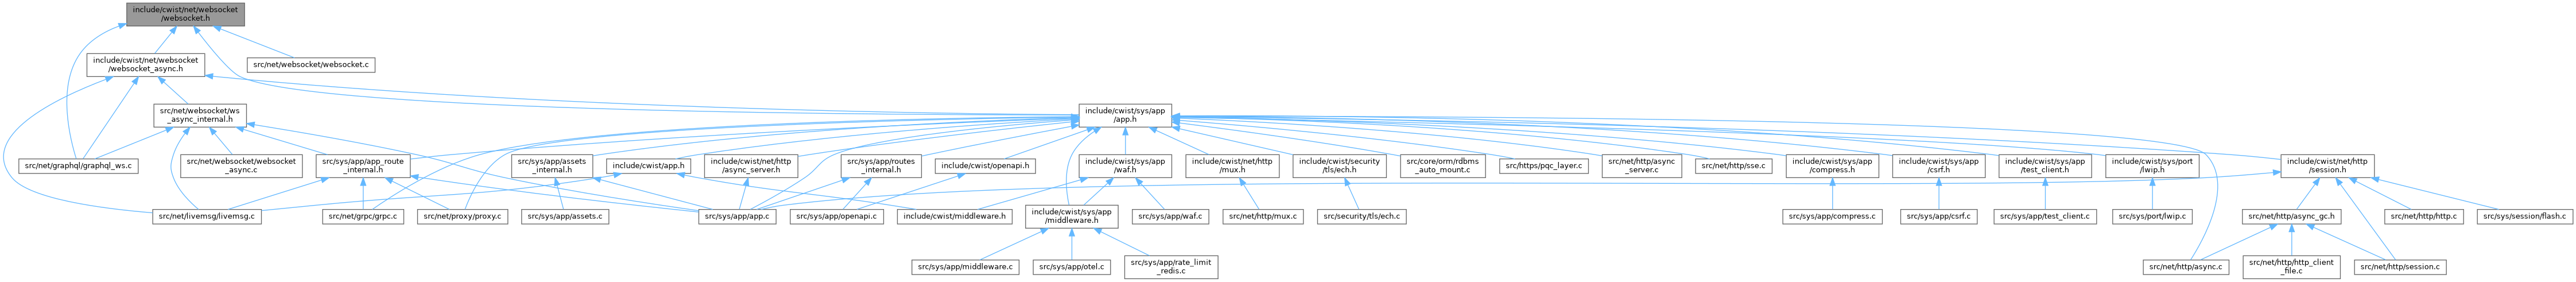 include/cwist/net/websocket
/websocket.h
include/cwist/net/websocket
/websocket_async.h
src/net/websocket/websocket.c
src/net/websocket/ws
_async_internal.h
include/cwist/sys/app
/app.h
src/net/graphql/graphql_ws.c
src/net/websocket/websocket
_async.c
src/sys/app/app_route
_internal.h
src/sys/app/assets
_internal.h
include/cwist/app.h
include/cwist/net/http
/async_server.h
src/sys/app/routes
_internal.h
include/cwist/openapi.h
include/cwist/sys/app
/waf.h
include/cwist/net/http
/mux.h
include/cwist/security
/tls/ech.h
src/core/orm/rdbms
_auto_mount.c
src/https/pqc_layer.c
src/net/http/async
_server.c
src/net/http/sse.c
include/cwist/sys/app
/compress.h
include/cwist/sys/app
/csrf.h
include/cwist/sys/app
/test_client.h
include/cwist/sys/port
/lwip.h
include/cwist/net/http
/session.h
src/net/livemsg/livemsg.c
src/net/grpc/grpc.c
src/net/proxy/proxy.c
src/sys/app/assets.c
src/sys/app/app.c
src/sys/app/openapi.c
include/cwist/middleware.h
include/cwist/sys/app
/middleware.h
src/sys/app/waf.c
src/net/http/mux.c
src/security/tls/ech.c
src/sys/app/compress.c
src/sys/app/csrf.c
src/sys/app/test_client.c
src/sys/port/lwip.c
src/net/http/async_gc.h
src/net/http/http.c
src/sys/session/flash.c
src/sys/app/middleware.c
src/sys/app/otel.c
src/sys/app/rate_limit
_redis.c
src/net/http/async.c
src/net/http/http_client
_file.c
src/net/http/session.c